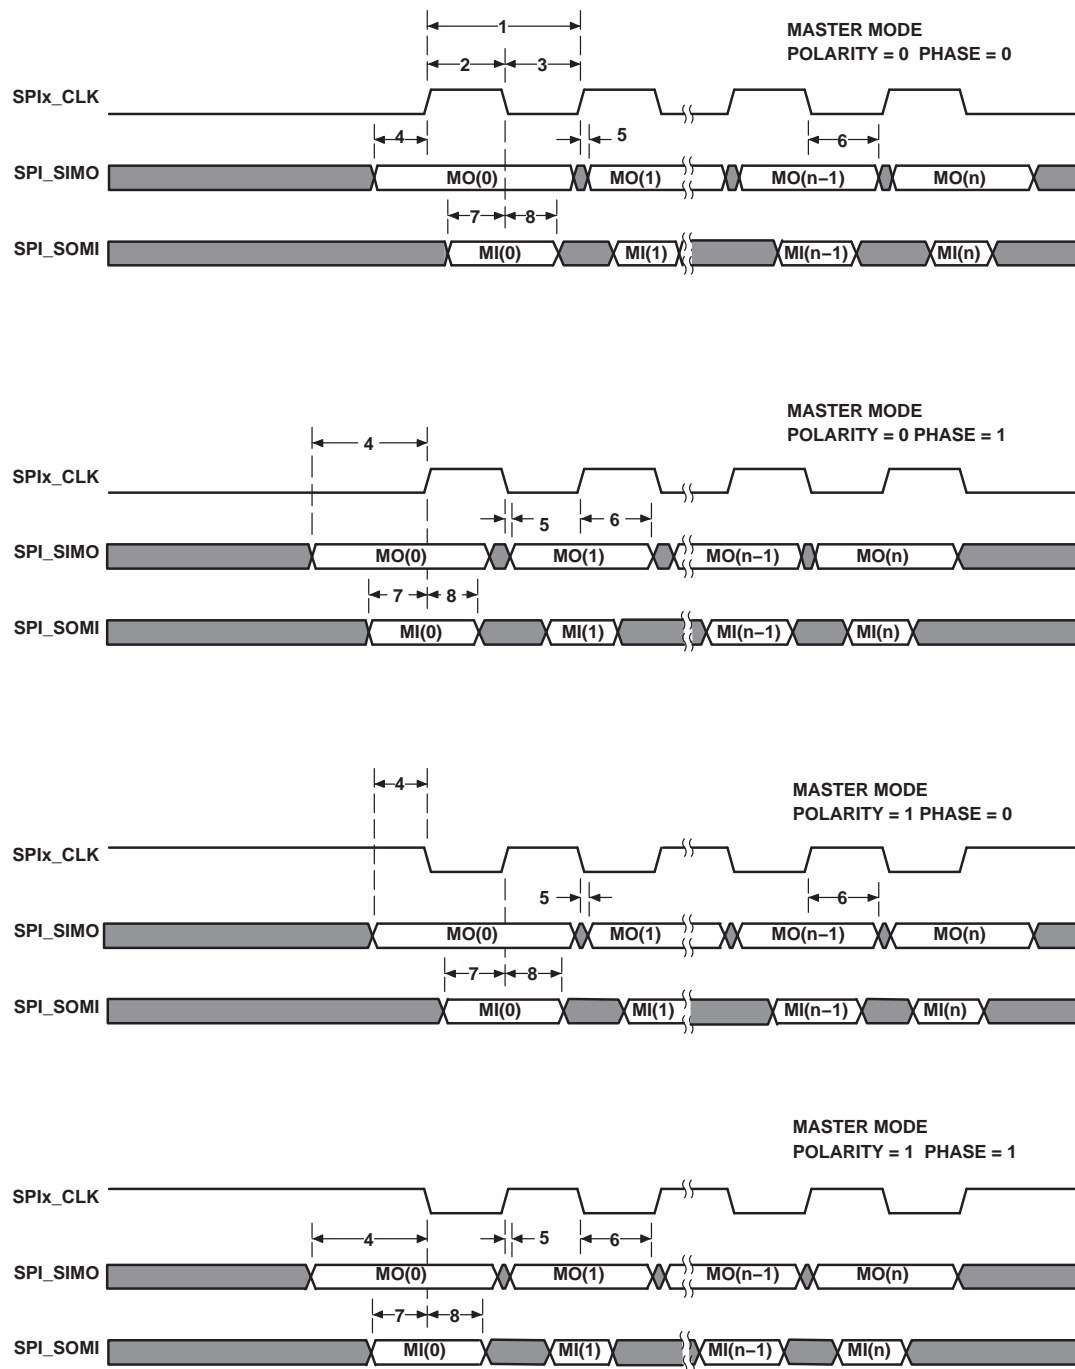 1
MASTER MODE
POLARITY = 0 PHASE = 0
2 3
SPIx_CLK
4 5 6
SPI_SIMO MO(0) MO(1) MO(n−1) MO(n)
7 8
SPI_SOMI MI(0) MI(1) MI(n−1) MI(n)
MASTER MODE
POLARITY = 0 PHASE = 1
4
SPIx_CLK
5 6
SPI_SIMO MO(0) MO(1) MO(n−1) MO(n)
7 8
SPI_SOMI MI(0) MI(1) MI(n−1) MI(n)
4
MASTER MODE
POLARITY = 1 PHASE = 0
SPIx_CLK
5 6
SPI_SIMO MO(0) MO(1) MO(n−1) MO(n)
7 8
SPI_SOMI MI(0) MI(1) MI(n−1) MI(n)
MASTER MODE
POLARITY = 1 PHASE = 1
SPIx_CLK
4 5 6
SPI_SIMO MO(0) MO(1) MO(n−1) MO(n)
7 8
SPI_SOMI MI(0) MI(1) MI(n−1) MI(n)